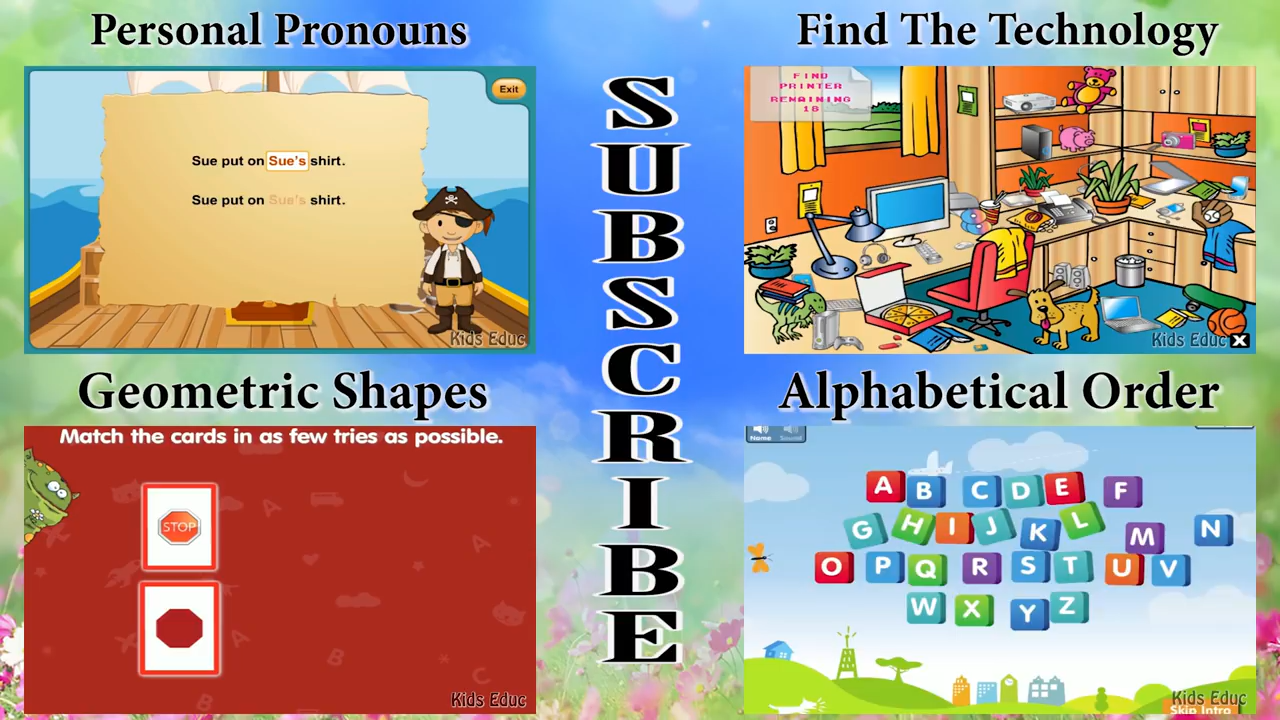 Personal Pronouns
Exit
Sue put on Sue's shirt.
Sue put on Sue's shirt.
Kids Educ
Find The Technology
FIND
PRINTER
REMAINING
18
Kids Educ
X
SUBSCRIBE
Geometric Shapes
Match the cards in as few tries as possible.
STOP
A
A
A
B
C
B
Kids Educ
Alphabetical Order
Name Sound
A B C D E F
G H I J K L M N
O P Q R S T U V
W X Y Z
Kids Educ
Skip Intro